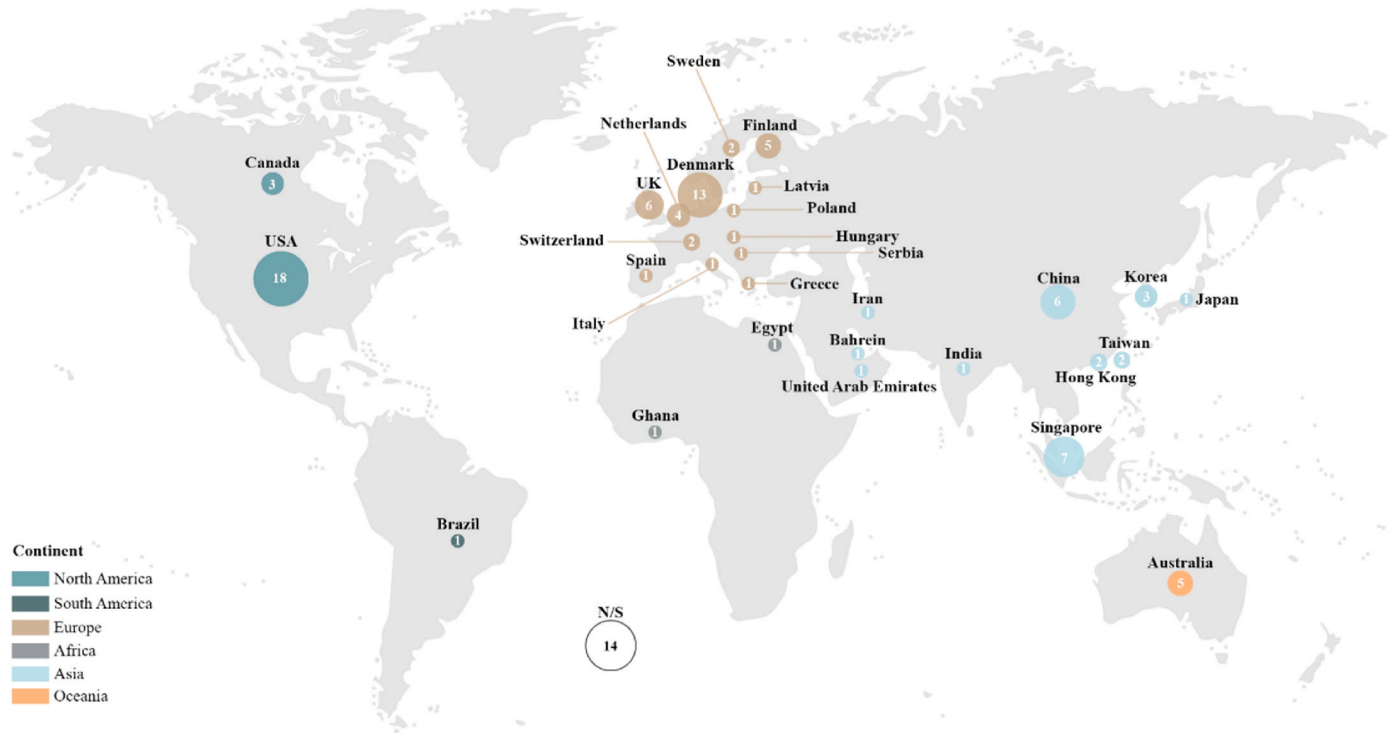 Sweden
2
Netherlands
4
Finland
5
Denmark
13
Canada
3
UK
6
Latvia
1
Poland
1
USA
18
Switzerland
2
Hungary
1
Serbia
1
Spain
1
Greece
1
Italy
1
China
6
Korea
3
Japan
1
Iran
1
Egypt
1
Bahrein
1
United Arab Emirates
1
India
1
Taiwan
2
Hong Kong
2
Ghana
1
Singapore
7
Brazil
1
Australia
5
N/S
14
Continent
North America
South America
Europe
Africa
Asia
Oceania